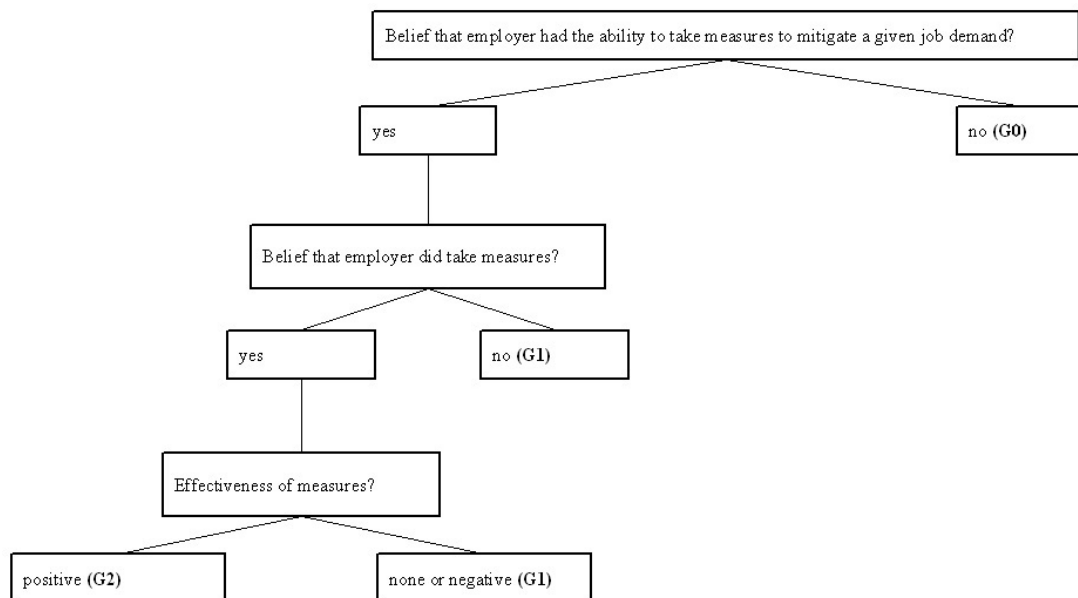 Belief that employer had the ability to take measures to mitigate a given job demand?
yes
no (G0)
Belief that employer did take measures?
yes
no (G1)
Effectiveness of measures?
positive (G2)
none or negative (G1)